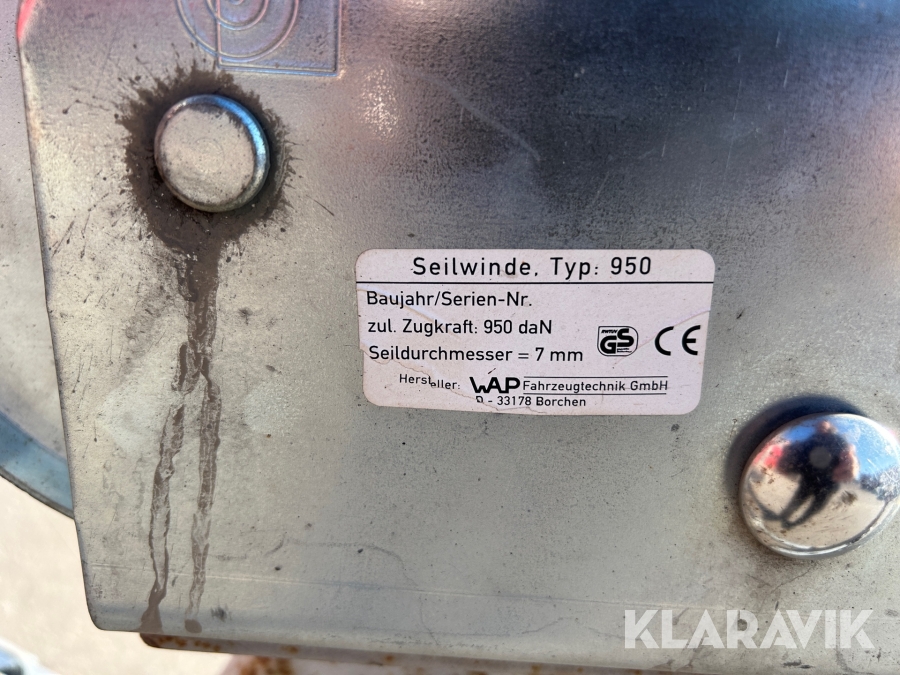 Seilwinde, Typ: 950
Baujahr/Serien-Nr.
zul. Zugkraft: 950 daN
Seildurchmesser = 7 mm
GS CE
Hersteller: WAP Fahrzeugtechnik GmbH
D - 33178 Borchen
KLARAVIK